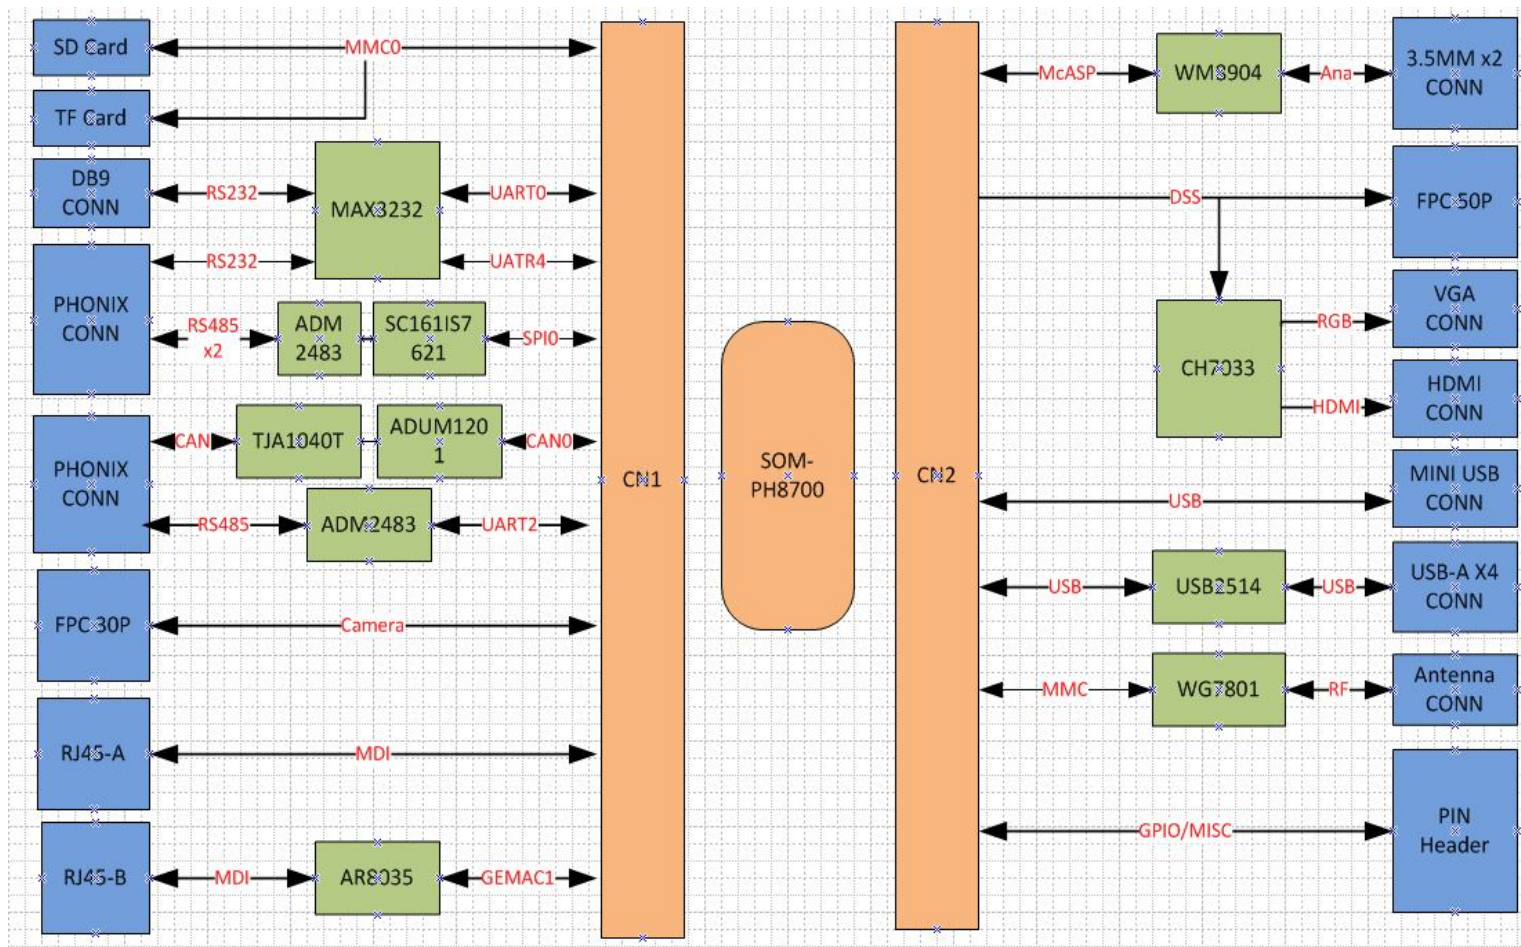 SD Card
MMC0
TF Card
DB9
CONN
RS232
MAX3232
UART0
RS232
UATR4
PHONIX
CONN
RS485
x2
ADM
2483
SC161IS7
621
SPI0
PHONIX
CONN
CAN
TJA1040T
ADUM120
1
CAN0
RS485
ADM2483
UART2
FPC 30P
Camera
RJ45-A
MDI
RJ45-B
MDI
AR8035
GEMAC1
CN1
SOM-
PH8700
CN2
McASP
WM8904
Ana
3.5MM x2
CONN
DSS
FPC 50P
CH7033
RGB
VGA
CONN
HDMI
HDMI
CONN
USB
MINI USB
CONN
USB
USB2514
USB
USB-A X4
CONN
MMC
WG7801
RF
Antenna
CONN
GPIO/MISC
PIN
Header